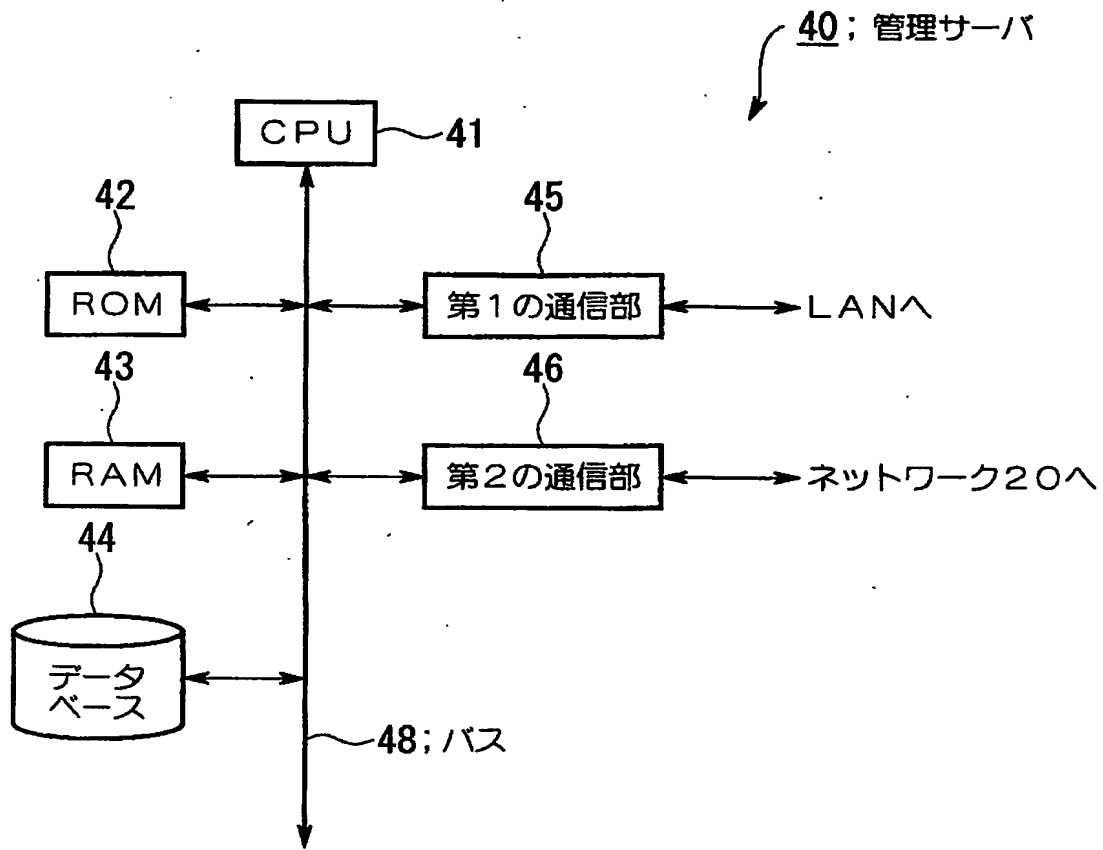 40；管理サーバ
ＣＰＵ
41
42
45
ＲＯＭ
第１の通信部
ＬＡＮへ
43
46
ＲＡＭ
第２の通信部
ネットワーク２０へ
44
データ
ベース
48；バス